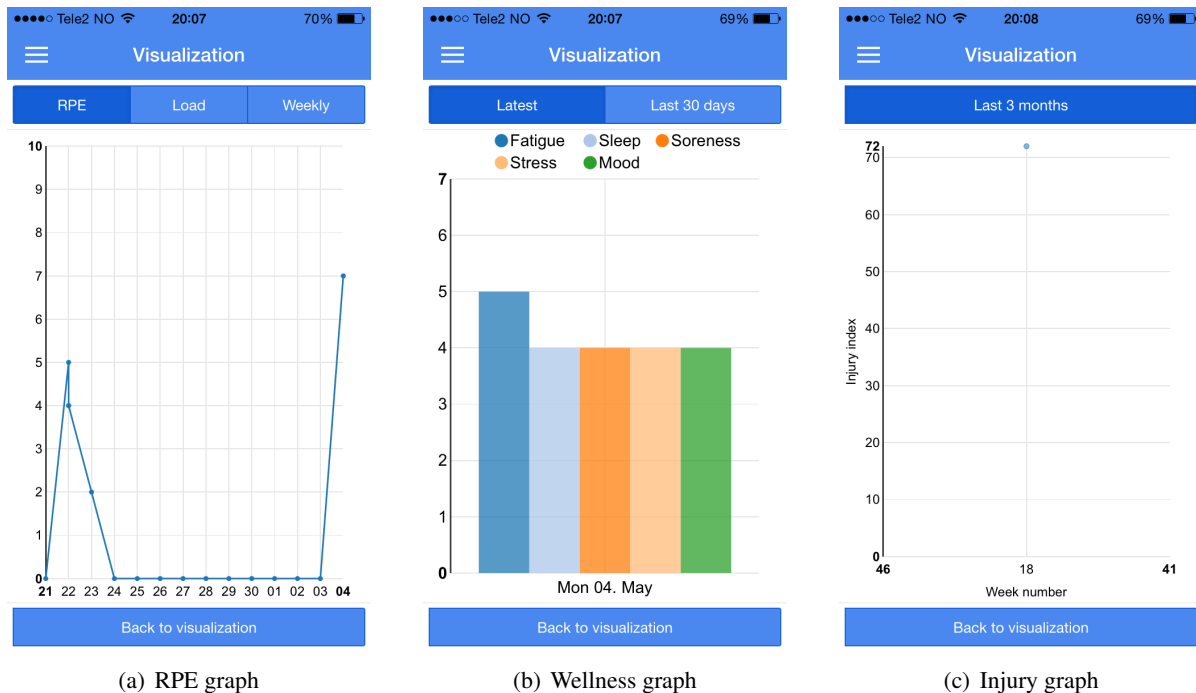 Tele2 NO 20:07 70%
Visualization
RPE Load Weekly
10
9
8
7
6
5
4
3
2
1
0
21 22 23 24 25 26 27 28 29 30 01 02 03 04
Back to visualization
(a) RPE graph
Tele2 NO 20:07 69%
Visualization
Latest Last 30 days
Fatigue Sleep Soreness
Stress Mood
7
6
5
4
3
2
1
0
Mon 04. May
Back to visualization
(b) Wellness graph
Tele2 NO 20:08 69%
Visualization
Last 3 months
72
70
60
50
40
30
20
10
0
Injury index
46 18 41
Week number
Back to visualization
(c) Injury graph